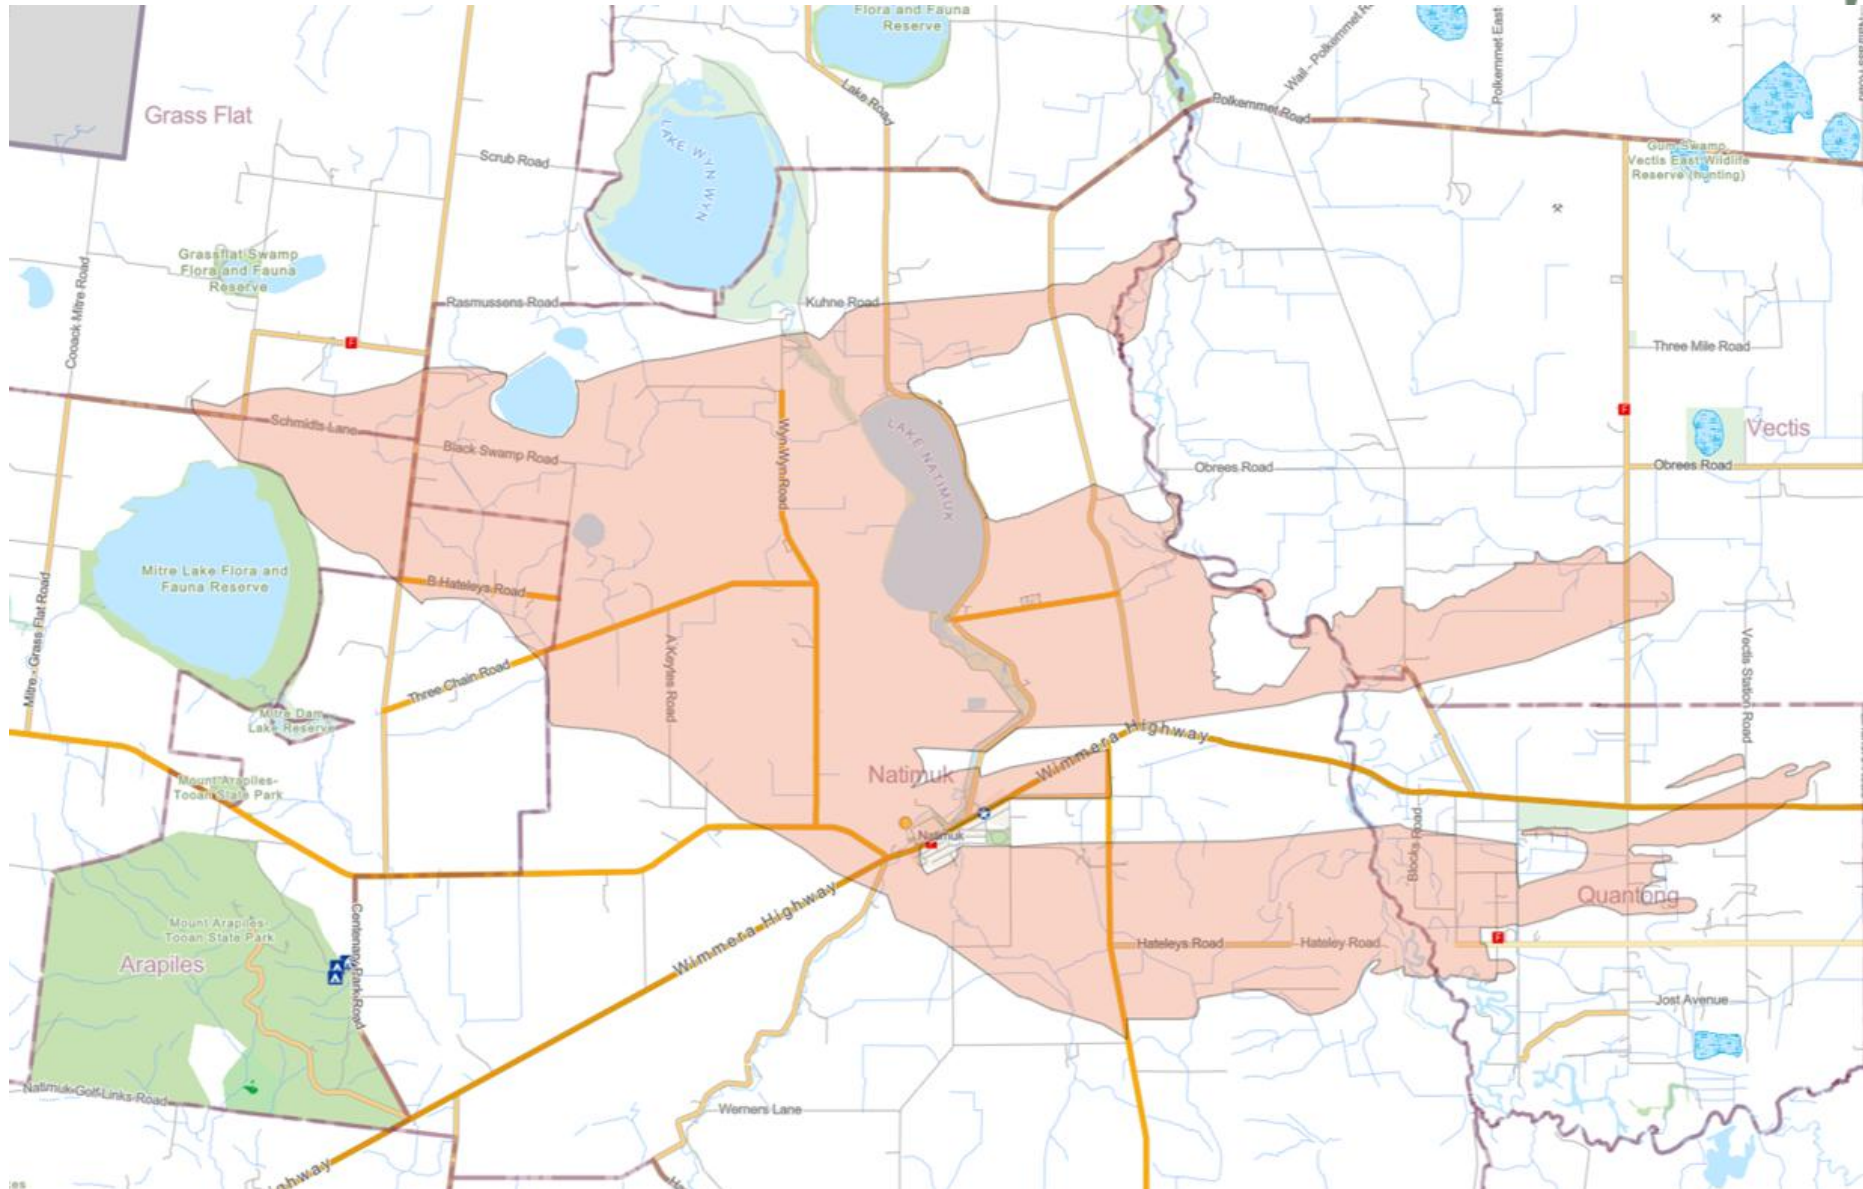 Flora and Fauna
Reserve
Grass Flat
Lake Road
Wail - Polkemmet
Polkemmet East
Polkemmet Road
LAKE WYN WYN
Scrub Road
Gum Swamp
Vectis East Wildlife
Reserve (hunting)
Grassflat Swamp
Flora and Fauna
Reserve
Cooack Mitre Road
Rasmussens Road
Kuhne Road
F
Three Mile Road
F
Schmidts Lane
Black Swamp Road
Wyn Wyn Road
LAKE NATIMUK
Vectis
Obrees Road
Obrees Road
Mitre Lake Flora and
Fauna Reserve
B Hateleys Road
Mitre - Grass Flat Road
A Keytes Road
Three Chain Road
Vectis Station Road
Mitre Dam
Lake Reserve
Wimmera Highway
Natimuk
Mount Arapiles-
Tooan State Park
Natimuk
F
Blocks Road
Quantong
Mount Arapiles-
Tooan State Park
Arapiles
Centenary Park Road
Wimmera Highway
Hateleys Road
Hateley Road
F
Jost Avenue
Natimuk Golf Links Road
Werners Lane
ghway
es